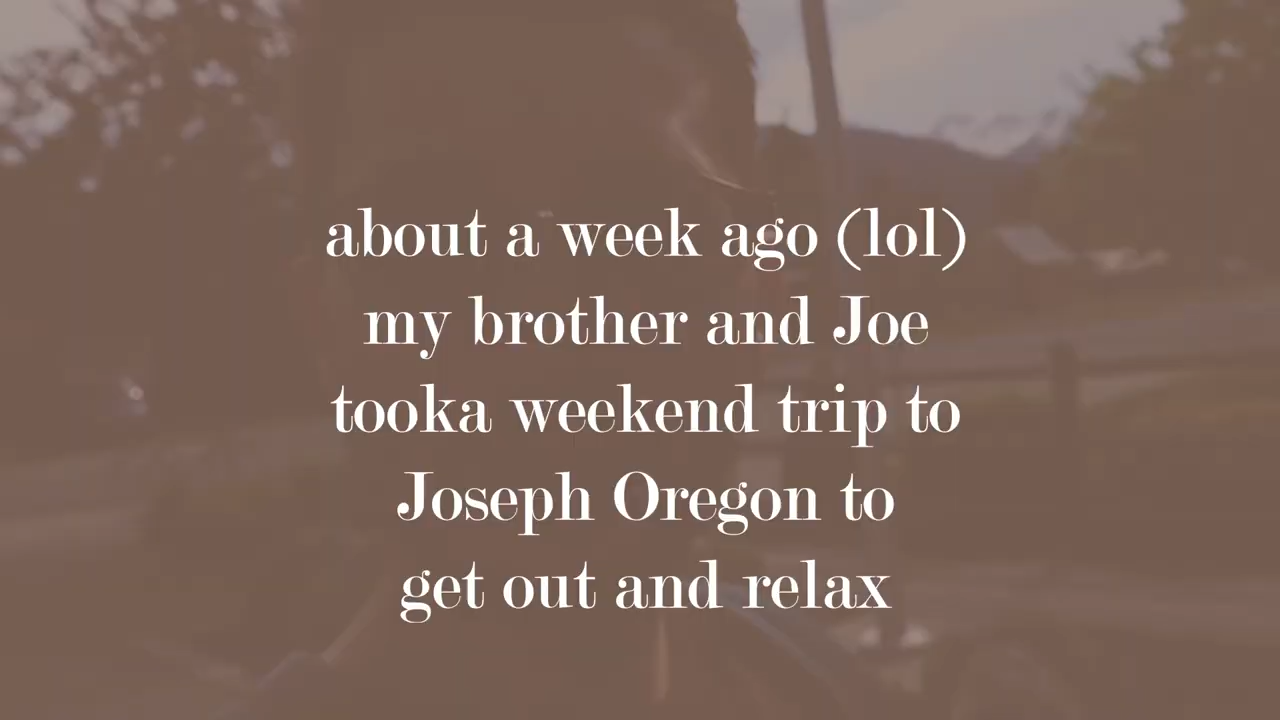 about a week ago (lol)
my brother and Joe
tooka weekend trip to
Joseph Oregon to
get out and relax